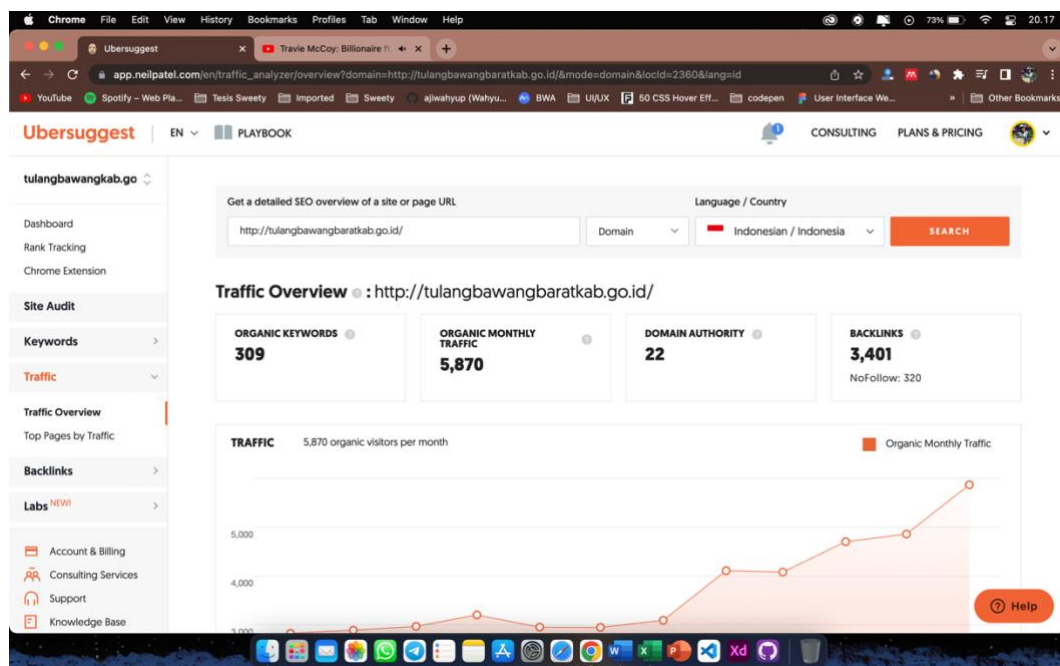 Chrome File Edit View History Bookmarks Profiles Tab Window Help 73% 20.17
Ubersuggest Travie McCoy: Billionaire f
app.neilpatel.com/en/traffic_analyzer/overview?domain=http://tulangbawangbaratkab.go.id/&mode=domain&locId=2360&lang=id
YouTube Spotify – Web Pla... Tesis Sweety Imported Sweety ajiwahyup (Wahyu... BWA UI/UX 50 CSS Hover Eff... codepen User Interface We... » Other Bookmarks
Ubersuggest EN PLAYBOOK 1 CONSULTING PLANS & PRICING
tulangbawangkab.go
Dashboard
Rank Tracking
Chrome Extension
Site Audit
Keywords
Traffic
Traffic Overview
Top Pages by Traffic
Backlinks
Labs NEW!
Account & Billing
Consulting Services
Support
Knowledge Base
Get a detailed SEO overview of a site or page URL Language / Country
http://tulangbawangbaratkab.go.id/ Domain Indonesian / Indonesia SEARCH
Traffic Overview : http://tulangbawangbaratkab.go.id/
ORGANIC KEYWORDS
309
ORGANIC MONTHLY
TRAFFIC
5,870
DOMAIN AUTHORITY
22
BACKLINKS
3,401
NoFollow: 320
TRAFFIC 5,870 organic visitors per month Organic Monthly Traffic
5,000
4,000
3,000
Help
W X P Xd